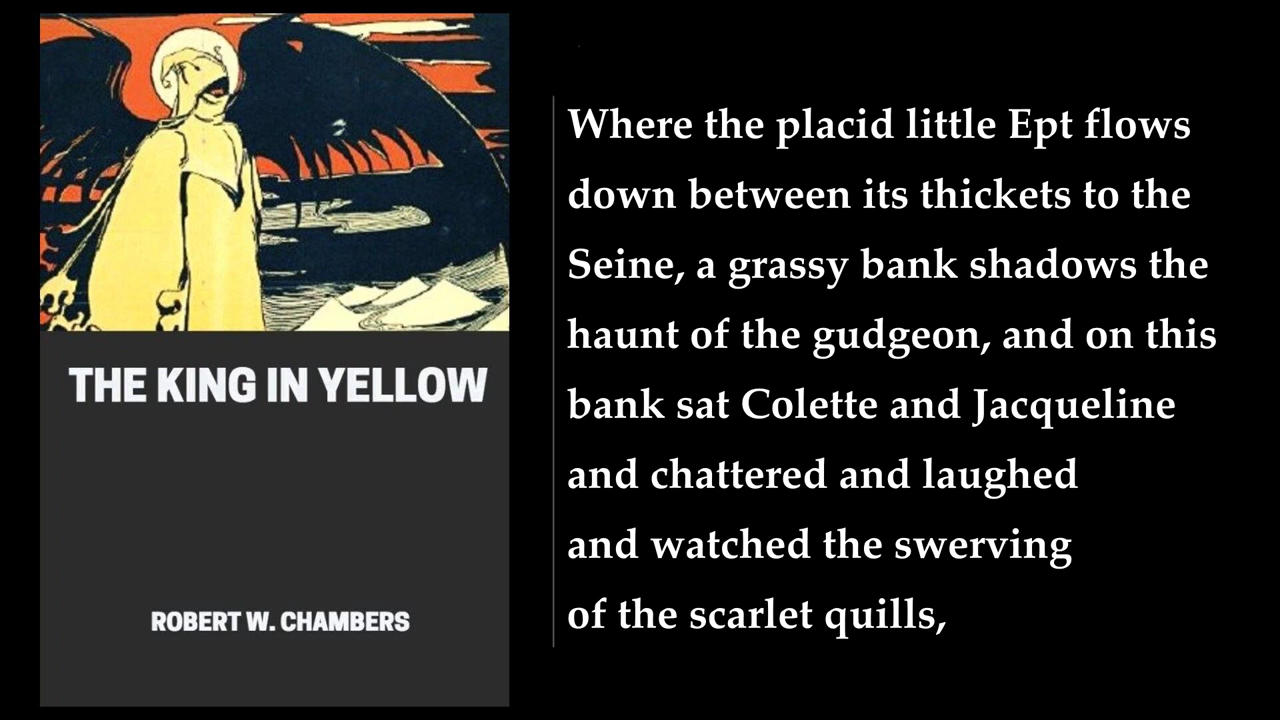 THE KING IN YELLOW
ROBERT W. CHAMBERS
Where the placid little Ept flows
down between its thickets to the
Seine, a grassy bank shadows the
haunt of the gudgeon, and on this
bank sat Colette and Jacqueline
and chattered and laughed
and watched the swerving
of the scarlet quills,